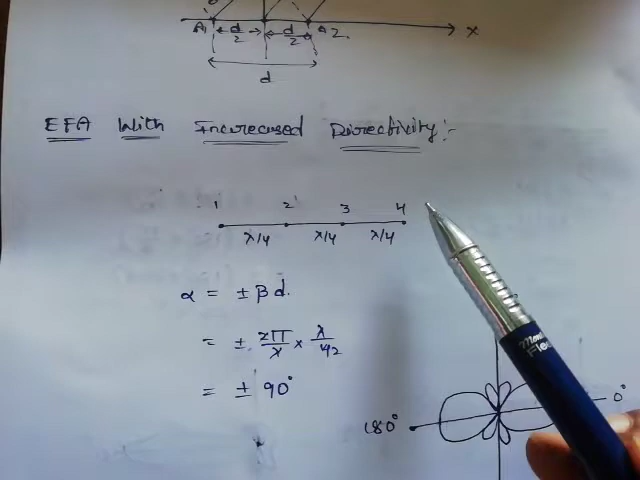 A1 d/2 d/2 A2 x
d
EFA With Increased Directivity:-
1 2 3 4
λ/4 λ/4 λ/4
α = ± βd.
= ± 2π/λ × λ/42
= ± 90°
180° 0°